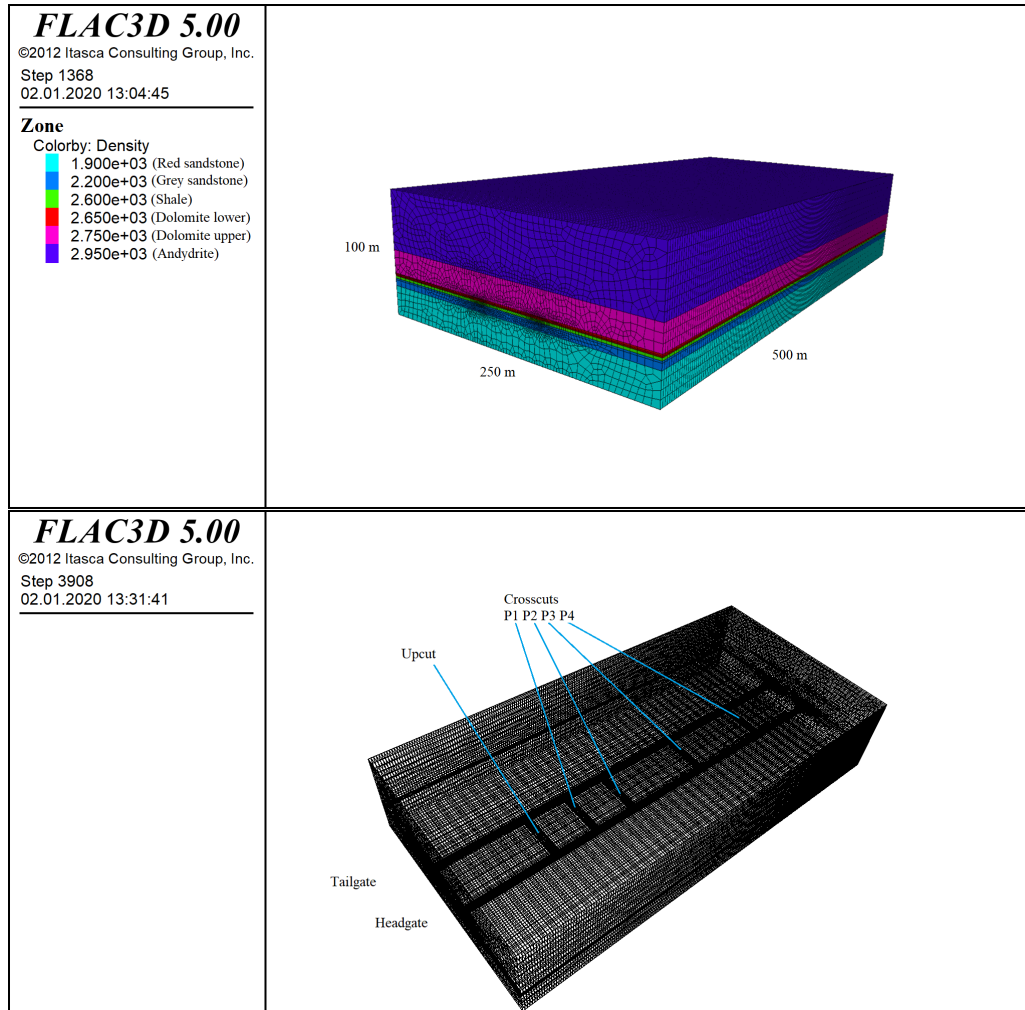 FLAC3D 5.00
©2012 Itasca Consulting Group, Inc.
Step 1368
02.01.2020 13:04:45
Zone
Colorby: Density
1.900e+03 (Red sandstone)
2.200e+03 (Grey sandstone)
2.600e+03 (Shale)
2.650e+03 (Dolomite lower)
2.750e+03 (Dolomite upper)
2.950e+03 (Andydrite)
100 m
250 m
500 m
FLAC3D 5.00
©2012 Itasca Consulting Group, Inc.
Step 3908
02.01.2020 13:31:41
Crosscuts
P1 P2 P3 P4
Upcut
Tailgate
Headgate